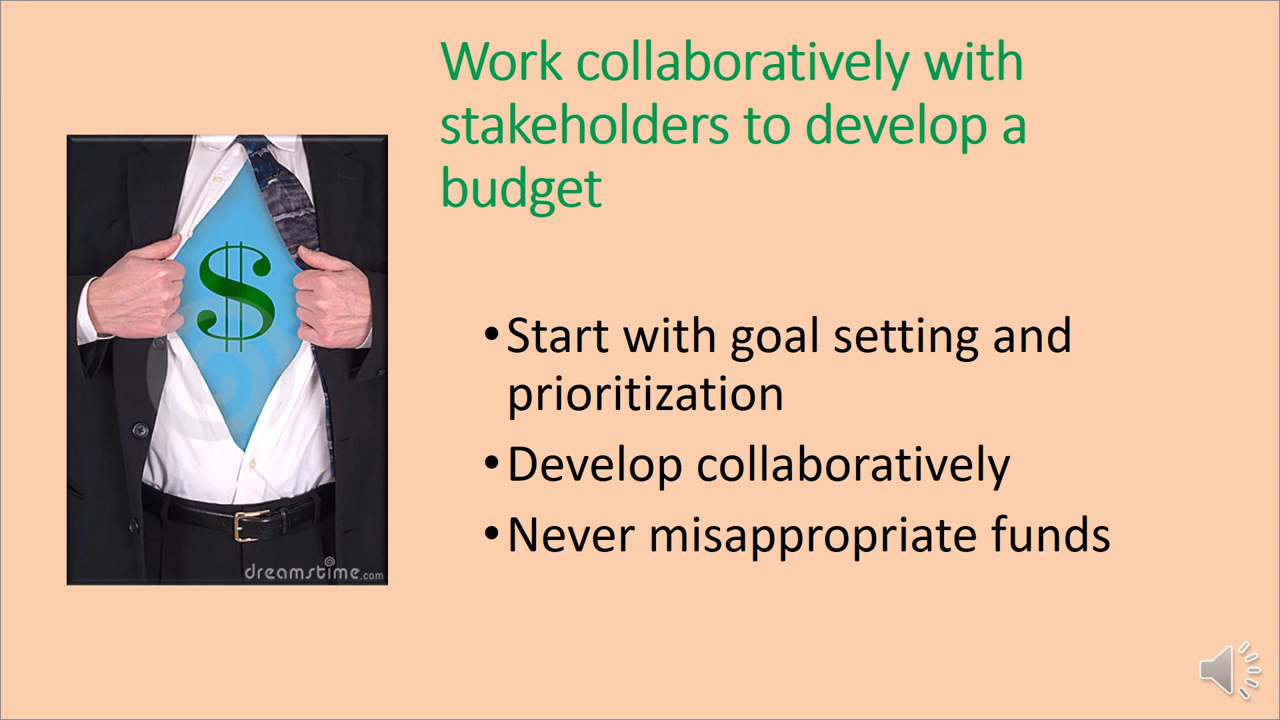 Work collaboratively with
stakeholders to develop a
budget
$
•Start with goal setting and
prioritization
•Develop collaboratively
•Never misappropriate funds
dreamstime.com